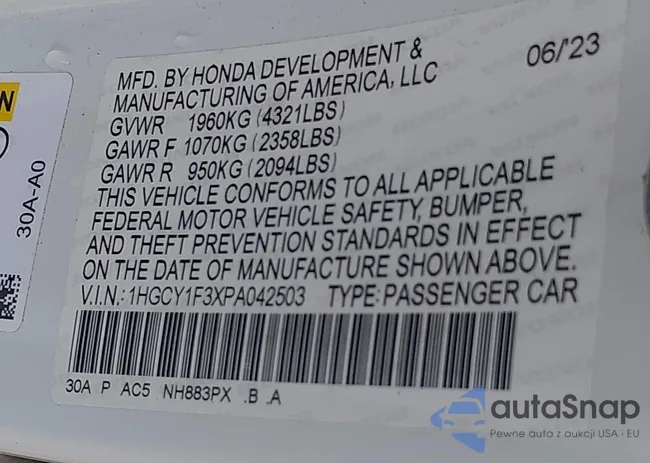 MFD. BY HONDA DEVELOPMENT & 06/'23
MANUFACTURING OF AMERICA, LLC
GVWR 1960KG (4321LBS)
GAWR F 1070KG (2358LBS)
GAWR R 950KG (2094LBS)
THIS VEHICLE CONFORMS TO ALL APPLICABLE
FEDERAL MOTOR VEHICLE SAFETY, BUMPER,
AND THEFT PREVENTION STANDARDS IN EFFECT
ON THE DATE OF MANUFACTURE SHOWN ABOVE.
V.I.N.: 1HGCY1F3XPA042503 TYPE: PASSENGER CAR
30A P AC5 NH883PX .B .A
30A-A0
autaSnap
Pewne auta z aukcji USA i EU